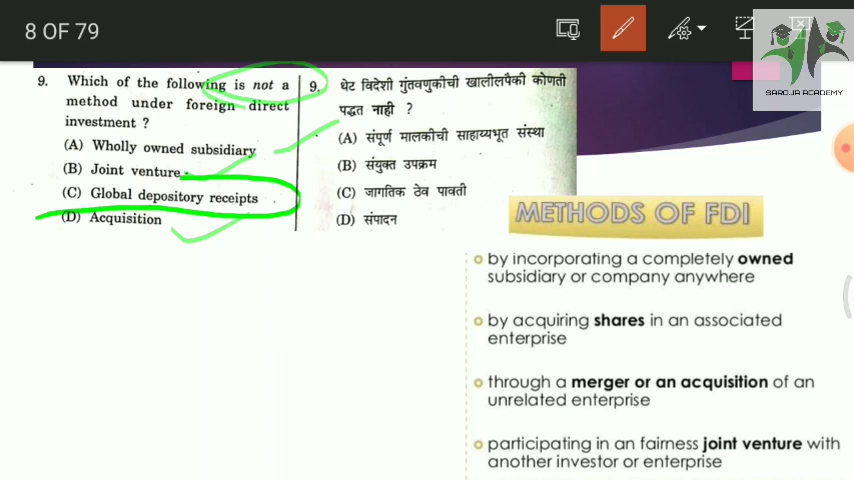 8 OF 79
SAROJA ACADEMY
9. Which of the following is not a
method under foreign direct
investment ?
(A) Wholly owned subsidiary
(B) Joint venture
(C) Global depository receipts
(D) Acquisition
9. थेट विदेशी गुंतवणुकीची खालीलपैकी कोणती
पद्धत नाही ?
(A) संपूर्ण मालकीची साहाय्यभूत संस्था
(B) संयुक्त उपक्रम
(C) जागतिक ठेव पावती
(D) संपादन
METHODS OF FDI
by incorporating a completely owned
subsidiary or company anywhere
by acquiring shares in an associated
enterprise
through a merger or an acquisition of an
unrelated enterprise
participating in an fairness joint venture with
another investor or enterprise